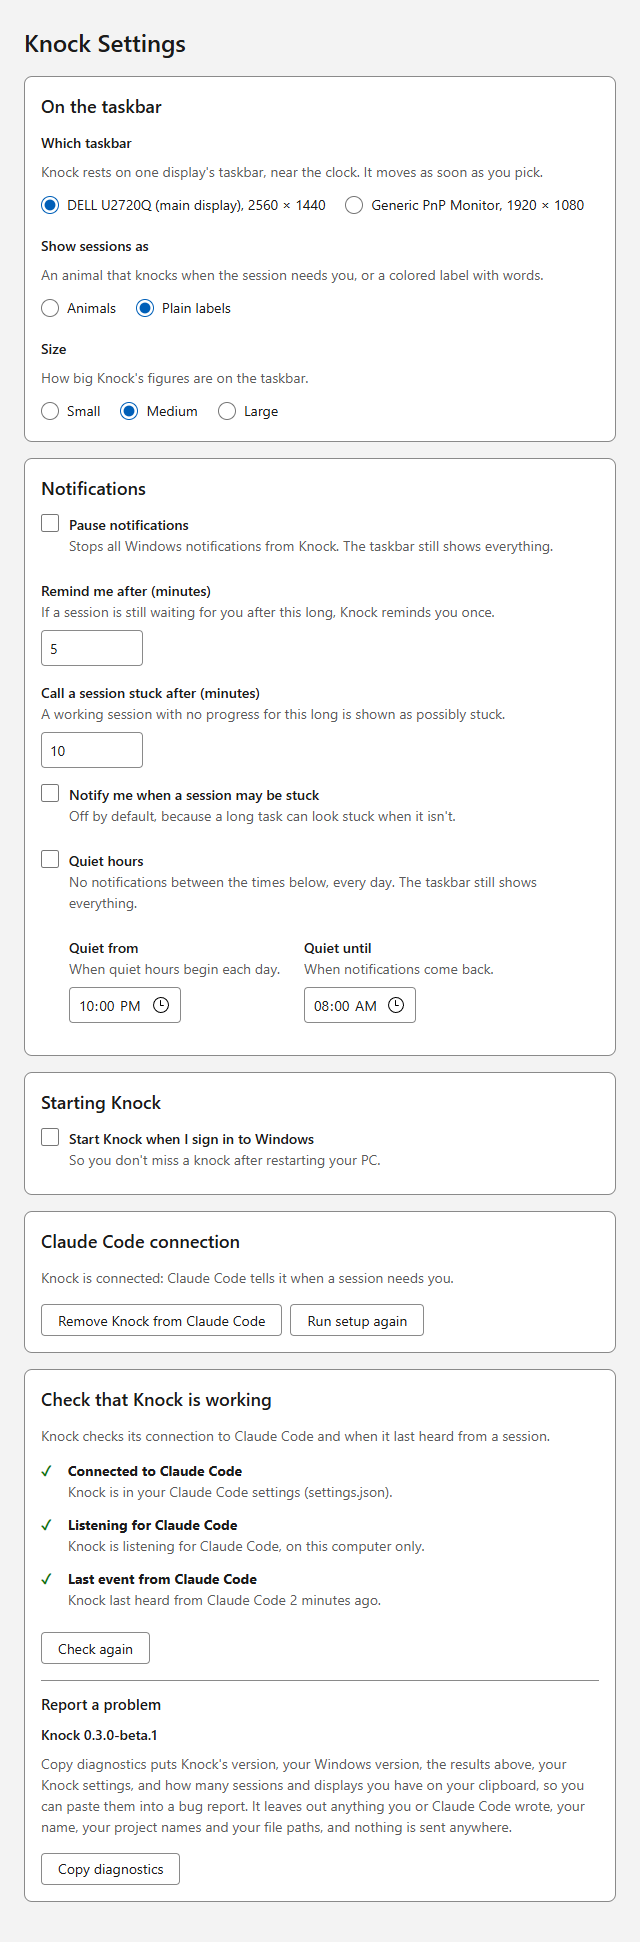 Knock Settings
On the taskbar
Which taskbar
Knock rests on one display's taskbar, near the clock. It moves as soon as you pick.
DELL U2720Q (main display), 2560 × 1440
Generic PnP Monitor, 1920 × 1080
Show sessions as
An animal that knocks when the session needs you, or a colored label with words.
Animals
Plain labels
Size
How big Knock's figures are on the taskbar.
Small
Medium
Large
Notifications
Pause notifications
Stops all Windows notifications from Knock. The taskbar still shows everything.
Remind me after (minutes)
If a session is still waiting for you after this long, Knock reminds you once.
5
Call a session stuck after (minutes)
A working session with no progress for this long is shown as possibly stuck.
10
Notify me when a session may be stuck
Off by default, because a long task can look stuck when it isn't.
Quiet hours
No notifications between the times below, every day. The taskbar still shows
everything.
Quiet from
When quiet hours begin each day.
10:00 PM
Quiet until
When notifications come back.
08:00 AM
Starting Knock
Start Knock when I sign in to Windows
So you don't miss a knock after restarting your PC.
Claude Code connection
Knock is connected: Claude Code tells it when a session needs you.
Remove Knock from Claude Code
Run setup again
Check that Knock is working
Knock checks its connection to Claude Code and when it last heard from a session.
✓ Connected to Claude Code
Knock is in your Claude Code settings (settings.json).
✓ Listening for Claude Code
Knock is listening for Claude Code, on this computer only.
✓ Last event from Claude Code
Knock last heard from Claude Code 2 minutes ago.
Check again
Report a problem
Knock 0.3.0-beta.1
Copy diagnostics puts Knock's version, your Windows version, the results above, your
Knock settings, and how many sessions and displays you have on your clipboard, so you
can paste them into a bug report. It leaves out anything you or Claude Code wrote, your
name, your project names and your file paths, and nothing is sent anywhere.
Copy diagnostics